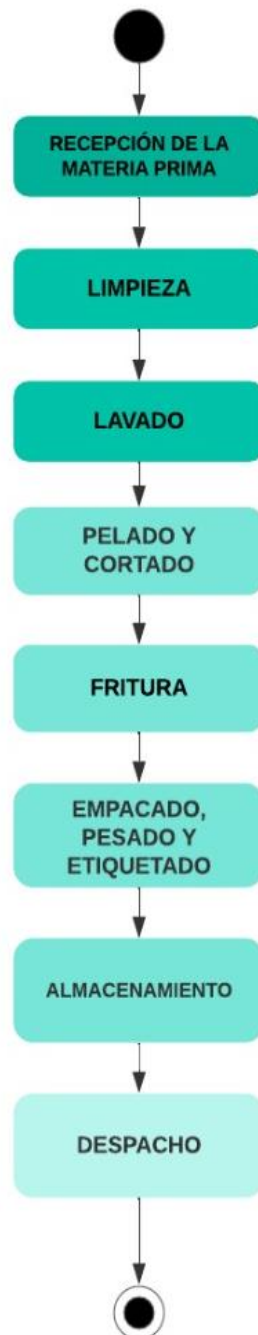 RECEPCIÓN DE LA
MATERIA PRIMA
LIMPIEZA
LAVADO
PELADO Y
CORTADO
FRITURA
EMPACADO,
PESADO Y
ETIQUETADO
ALMACENAMIENTO
DESPACHO